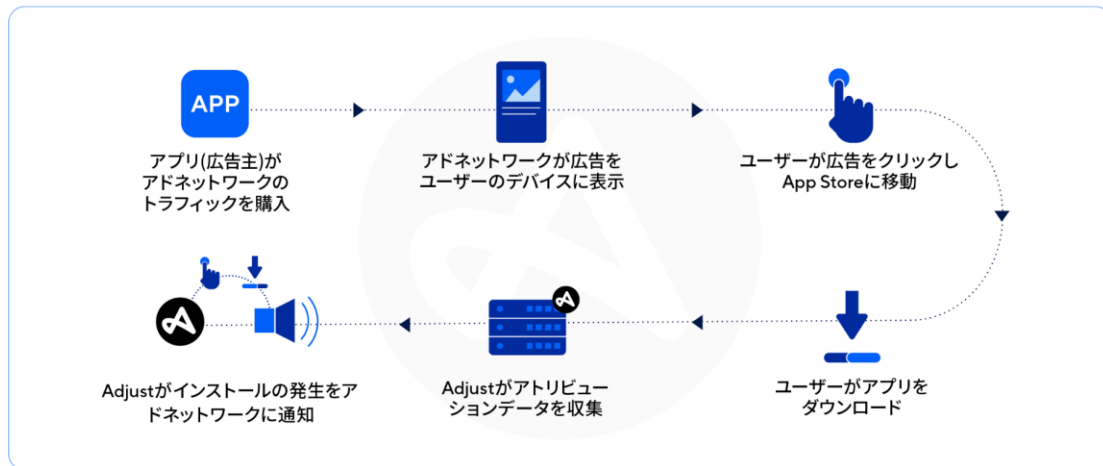 APP
アプリ(広告主)が
アドネットワークの
トラフィックを購入
アドネットワークが広告を
ユーザーのデバイスに表示
ユーザーが広告をクリックし
App Storeに移動
ユーザーがアプリを
ダウンロード
Adjustがアトリビュー
ションデータを収集
Adjustがインストールの発生をア
ドネットワークに通知